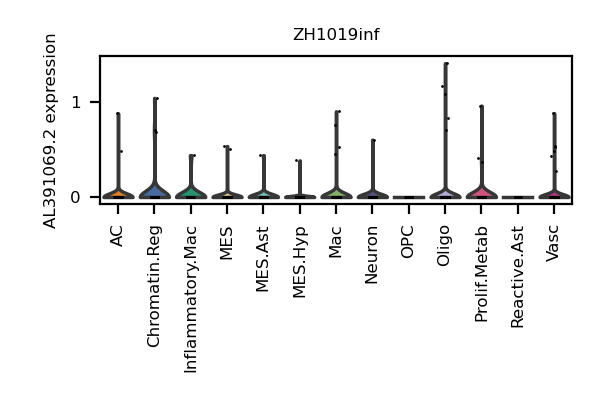 ZH1019inf
AL391069.2 expression
1
0
AC
Chromatin.Reg
Inflammatory.Mac
MES
MES.Ast
MES.Hyp
Mac
Neuron
OPC
Oligo
Prolif.Metab
Reactive.Ast
Vasc